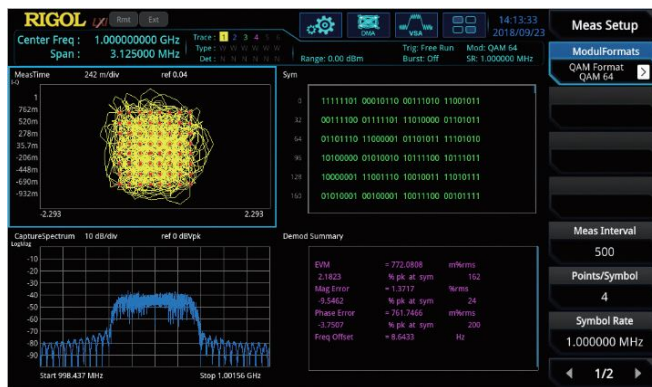 RIGOL LXI Rmt Ext
14:13:33
2018/09/23
Center Freq : 1.000000000 GHz
Span : 3.125000 MHz
Trace : 1 2 3 4 5 6
Type : W W W W W W
Det : N N N N N N
DMA
VSA
Range: 0.00 dBm
Trig: Free Run
Burst: Off
Mod: QAM 64
SR: 1.000000 MHz
Meas Setup
ModulFormats
QAM Format
QAM 64
Meas Interval
500
Points/Symbol
4
Symbol Rate
1.000000 MHz
1/2
MeasTime 242 m/div ref 0.04
I-Q
1
762m
520m
278m
35.7m
-206m
-448m
-690m
-932m
-2.293 2.293
Sym
0 11111101 00010110 00111010 11001011
32 00111100 01111101 11010000 01101011
64 01101110 11000001 01101011 11101010
96 10100000 01010010 10111100 10111011
128 10000001 11001110 10010011 11010111
160 01010001 00100001 10011100 00101111
CaptureSpectrum 10 dB/div ref 0 dBVpk
LogMag
-10
-20
-30
-40
-50
-60
-70
-80
-90
Start 998.437 MHz Stop 1.00156 GHz
Demod Summary
EVM = 772.0808 m%rms
2.1823 % pk at sym 162
Mag Error = 1.3717 %rms
-9.5462 % pk at sym 24
Phase Error = 761.7466 m%rms
-3.7507 % pk at sym 200
Freq Offset = 8.6433 Hz